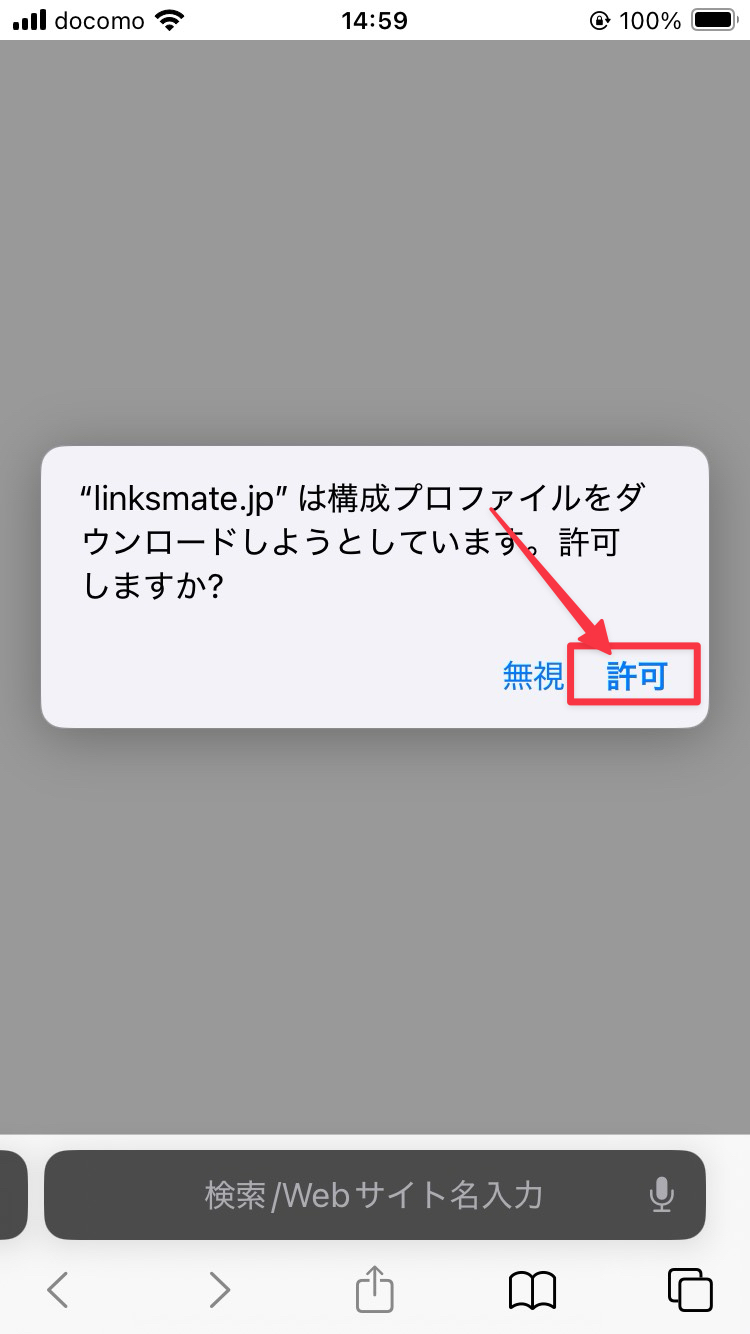 docomo 14:59 100%
“linksmate.jp” は構成プロファイルをダ
ウンロードしようとしています。許可
しますか?
無視 許可
検索/Webサイト名入力